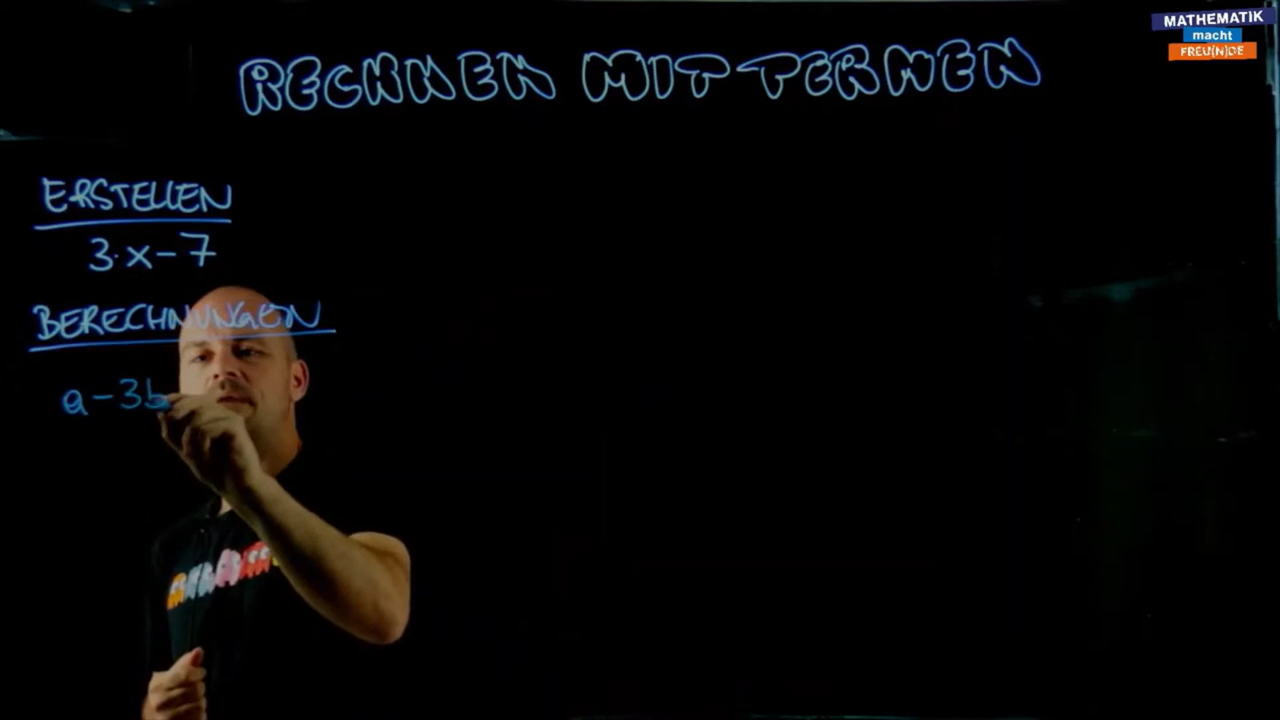 MATHEMATIK
macht
FREU(N)DE
RECHNEN MIT TERMEN
ERSTELLEN
3·x-7
BERECHNUNGEN
a-3b